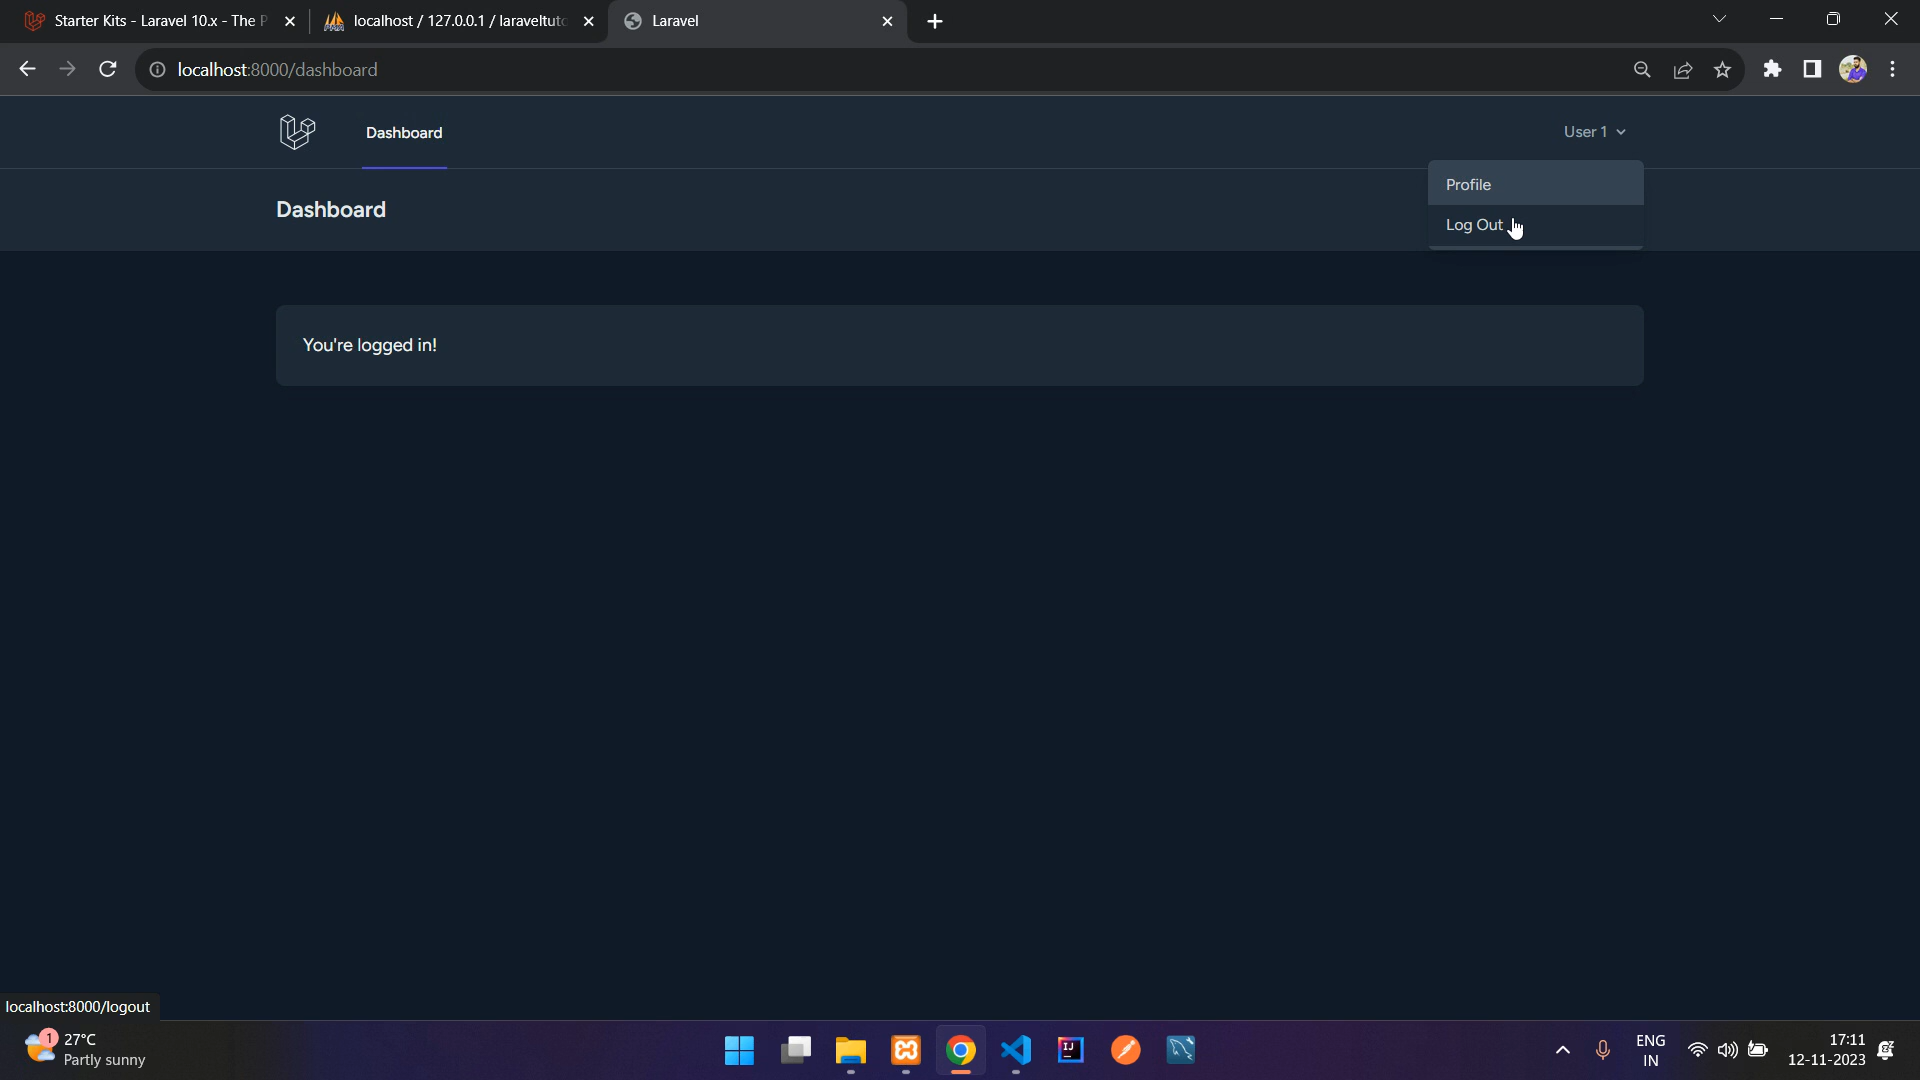 Starter Kits - Laravel 10.x - The P
localhost / 127.0.0.1 / laraveltuto
Laravel
localhost:8000/dashboard
Dashboard
User 1
Profile
Dashboard
Log Out
You're logged in!
localhost:8000/logout
1
27°C
Partly sunny
IJ
ENG
IN
17:11
12-11-2023